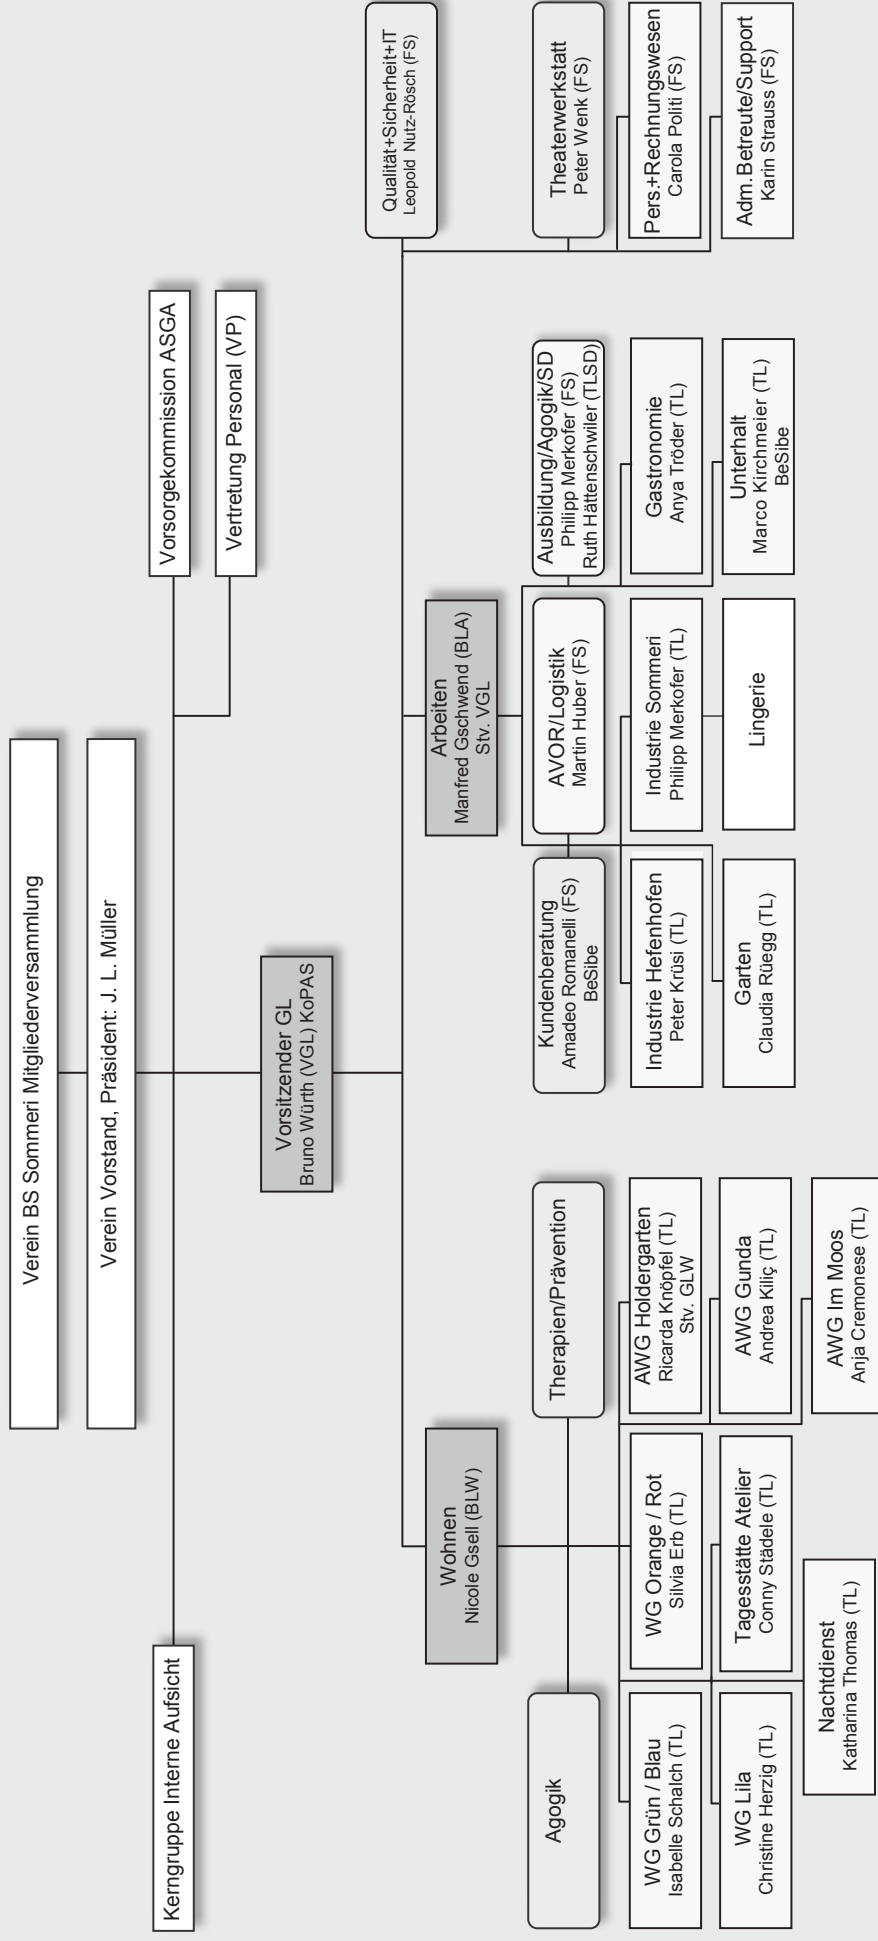 Verein BS Sommeri Mitgliederversammlung
Verein Vorstand, Präsident: J. L. Müller
Kerngruppe Interne Aufsicht
Vorsorgekommission ASGA
Vertretung Personal (VP)
Vorsitzender GL
Bruno Würth (VGL) KoPAS
Qualität+Sicherheit+IT
Leopold Nutz-Rösch (FS)
Wohnen
Nicole Gsell (BLW)
Arbeiten
Manfred Gschwend (BLA)
Stv. VGL
Agogik
Therapien/Prävention
Kundenberatung
Amadeo Romanelli (FS)
BeSibe
AVOR/Logistik
Martin Huber (FS)
Ausbildung/Agogik/SD
Philipp Merkofer (FS)
Ruth Hättenschwiler (TLSD)
Theaterwerkstatt
Peter Wenk (FS)
WG Grün / Blau
Isabelle Schalch (TL)
WG Orange / Rot
Silvia Erb (TL)
AWG Holdergarten
Ricarda Knöpfel (TL)
Stv. GLW
Industrie Hefenhofen
Peter Krüsi (TL)
Industrie Sommeri
Philipp Merkofer (TL)
Gastronomie
Anya Tröder (TL)
Pers.+Rechnungswesen
Carola Politi (FS)
WG Lila
Christine Herzig (TL)
Tagesstätte Atelier
Conny Städele (TL)
AWG Gunda
Andrea Kiliç (TL)
Garten
Claudia Rüegg (TL)
Lingerie
Unterhalt
Marco Kirchmeier (TL)
BeSibe
Adm.Betreute/Support
Karin Strauss (FS)
Nachtdienst
Katharina Thomas (TL)
AWG Im Moos
Anja Cremonese (TL)